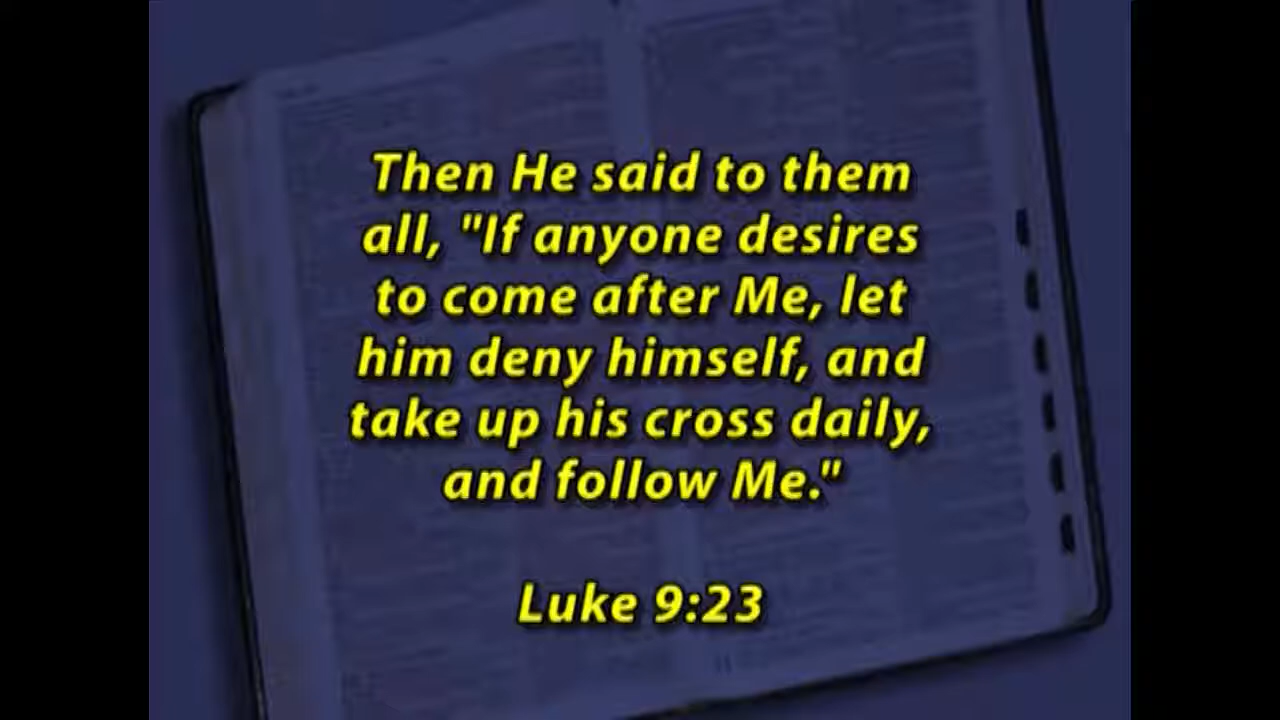 Then He said to them
all, "If anyone desires
to come after Me, let
him deny himself, and
take up his cross daily,
and follow Me."
Luke 9:23